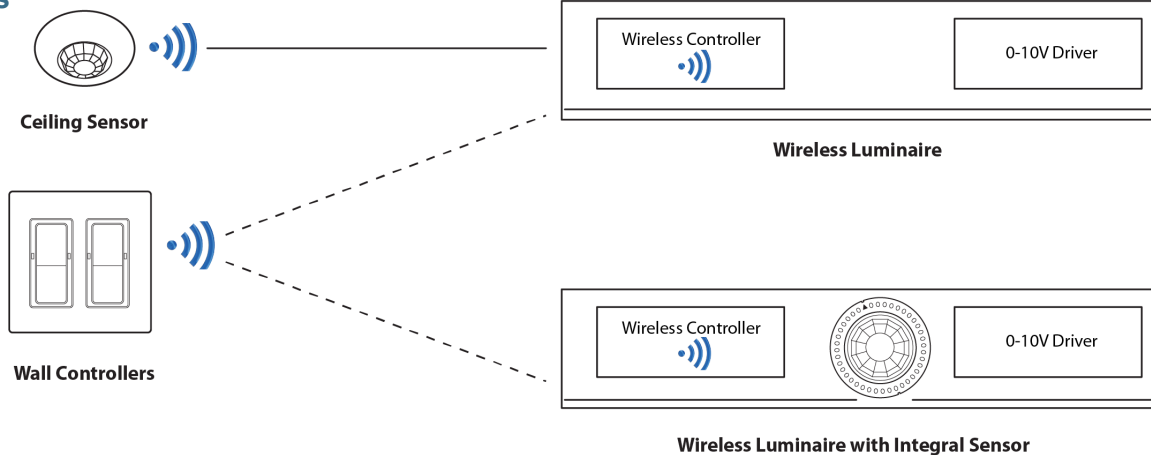 Wireless Controller
0-10V Driver
Ceiling Sensor
Wireless Luminaire
Wireless Controller
0-10V Driver
Wall Controllers
Wireless Luminaire with Integral Sensor